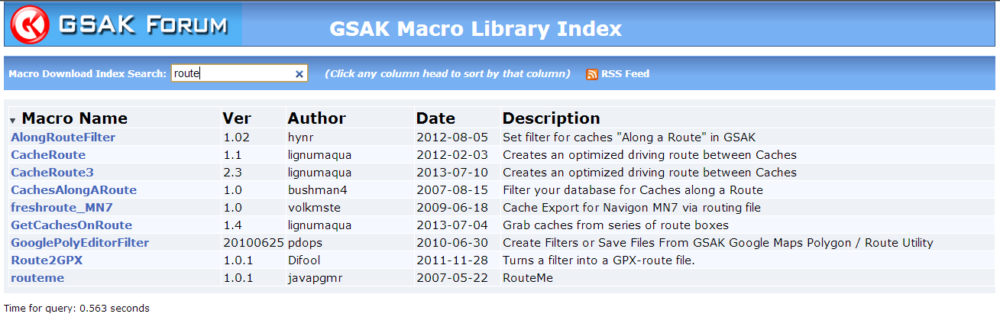 GSAK FORUM
GSAK Macro Library Index
Macro Download Index Search: route (Click any column head to sort by that column) RSS Feed
Macro Name Ver Author Date Description
AlongRouteFilter 1.02 hynr 2012-08-05 Set filter for caches "Along a Route" in GSAK
CacheRoute 1.1 lignumaqua 2012-02-03 Creates an optimized driving route between Caches
CacheRoute3 2.3 lignumaqua 2013-07-10 Creates an optimized driving route between Caches
CachesAlongARoute 1.0 bushman4 2007-08-15 Filter your database for Caches along a Route
freshroute_MN7 1.0 volkmste 2009-06-18 Cache Export for Navigon MN7 via routing file
GetCachesOnRoute 1.4 lignumaqua 2013-07-04 Grab caches from series of route boxes
GooglePolyEditorFilter 20100625 pdops 2010-06-30 Create Filters or Save Files From GSAK Google Maps Polygon / Route Utility
Route2GPX 1.0.1 Difool 2011-11-28 Turns a filter into a GPX-route file.
routeme 1.0.1 javapgmr 2007-05-22 RouteMe
Time for query: 0.563 seconds